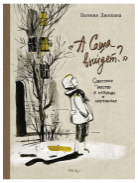 Евгения Двоскина
"А Саша
выйдет?"
Советское
детство
в историях
и картинках